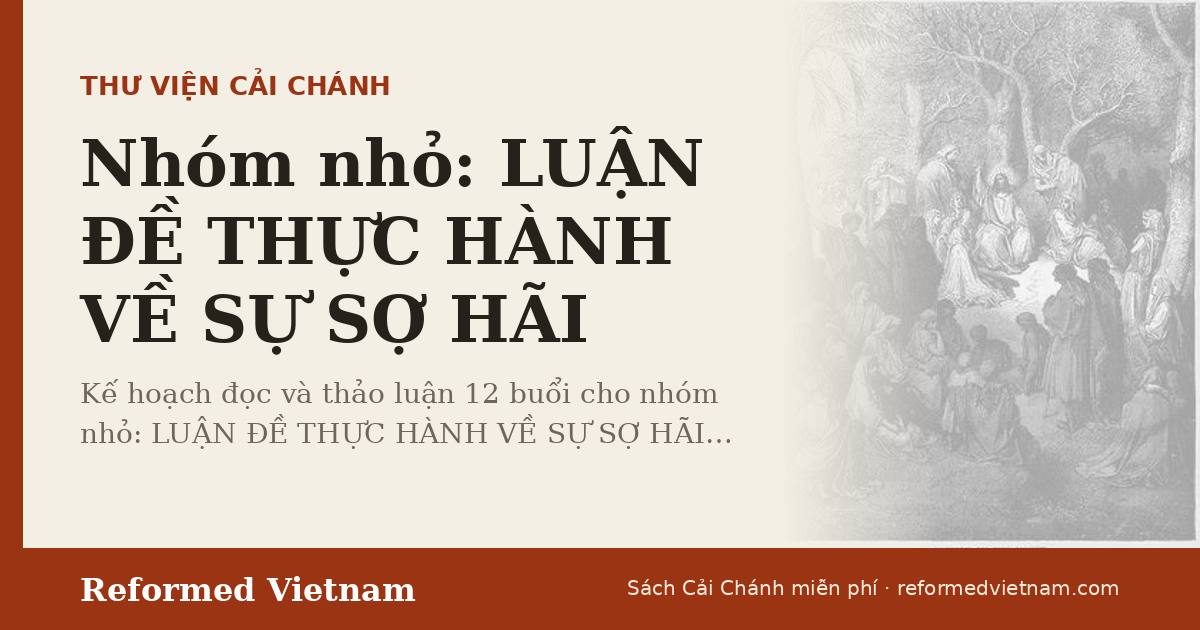 THƯ VIỆN CẢI CHÁNH
Nhóm nhỏ: LUẬN
ĐỀ THỰC HÀNH
VỀ SỰ SỢ HÃI
Kế hoạch đọc và thảo luận 12 buổi cho nhóm
nhỏ: LUẬN ĐỀ THỰC HÀNH VỀ SỰ SỢ HÃI...
Reformed Vietnam
Sách Cải Chánh miễn phí · reformedvietnam.com